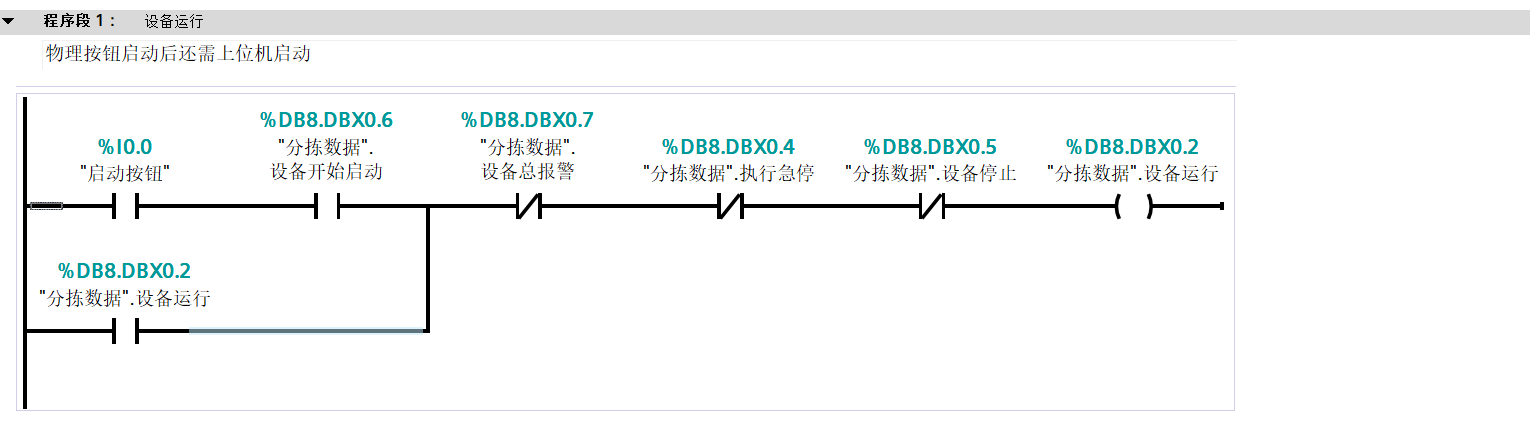 程序段 1： 设备运行
物理按钮启动后还需上位机启动
%I0.0
"启动按钮"
%DB8.DBX0.6
"分拣数据".
设备开始启动
%DB8.DBX0.7
"分拣数据".
设备总报警
%DB8.DBX0.4
"分拣数据".执行急停
%DB8.DBX0.5
"分拣数据".设备停止
%DB8.DBX0.2
"分拣数据".设备运行
%DB8.DBX0.2
"分拣数据".设备运行